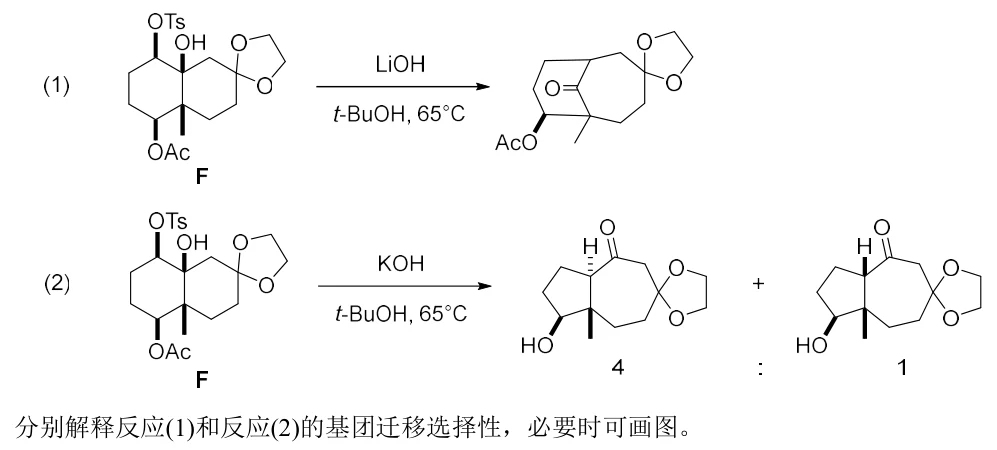 OTs
OH
O
O
(1)
LiOH
t-BuOH, 65°C
OAc
F
O
O
O
AcO
OTs
OH
O
O
(2)
KOH
t-BuOH, 65°C
OAc
F
H
O
O
O
HO
4
+
:
H
O
O
O
HO
1
分别解释反应(1)和反应(2)的基团迁移选择性，必要时可画图。